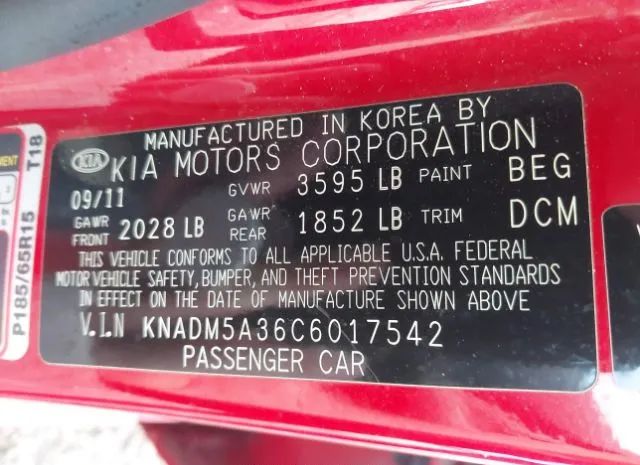 MANUFACTURED IN KOREA BY
KIA KIA MOTORS CORPORATION
09/11 GVWR 3595 LB PAINT BEG
GAWR FRONT 2028 LB GAWR REAR 1852 LB TRIM DCM
THIS VEHICLE CONFORMS TO ALL APPLICABLE U.S.A. FEDERAL
MOTOR VEHICLE SAFETY, BUMPER, AND THEFT PREVENTION STANDARDS
IN EFFECT ON THE DATE OF MANUFACTURE SHOWN ABOVE
V.I.N KNADM5A36C6017542
PASSENGER CAR
P185/65R15 T18